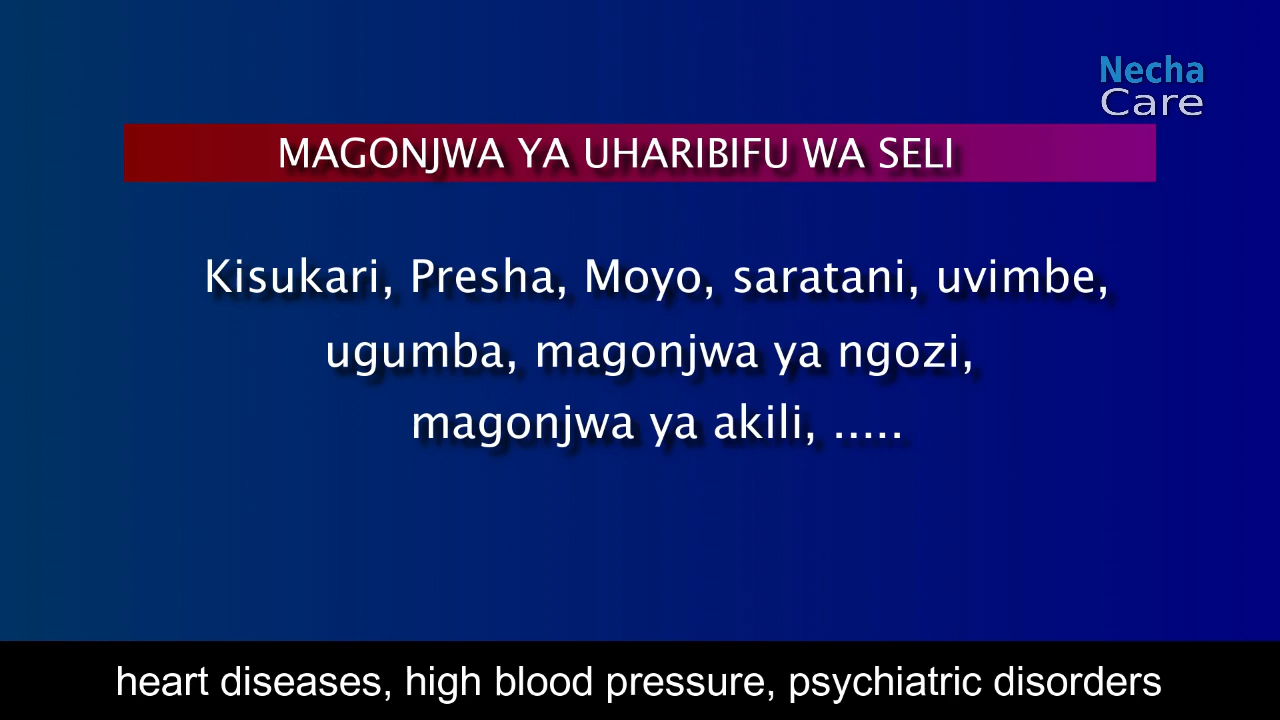 Necha
Care
MAGONJWA YA UHARIBIFU WA SELI
Kisukari, Presha, Moyo, saratani, uvimbe,
ugumba, magonjwa ya ngozi,
magonjwa ya akili, .....
heart diseases, high blood pressure, psychiatric disorders